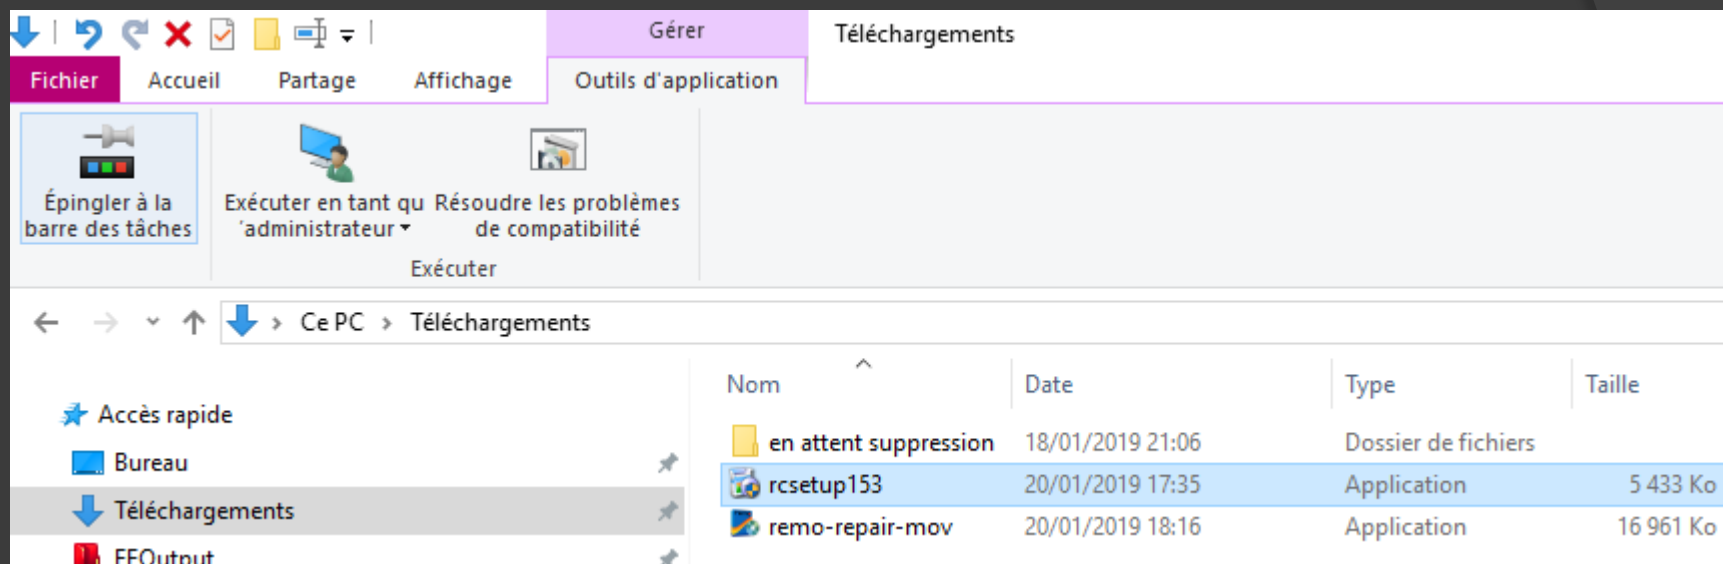 Gérer
Téléchargements
Fichier Accueil Partage Affichage Outils d'application
Épingler à la barre des tâches
Exécuter en tant qu'administrateur
Résoudre les problèmes de compatibilité
Exécuter
Ce PC > Téléchargements
Nom Date Type Taille
Accès rapide
Bureau
Téléchargements
FFOutput
en attent suppression 18/01/2019 21:06 Dossier de fichiers
rcsetup153 20/01/2019 17:35 Application 5 433 Ko
remo-repair-mov 20/01/2019 18:16 Application 16 961 Ko